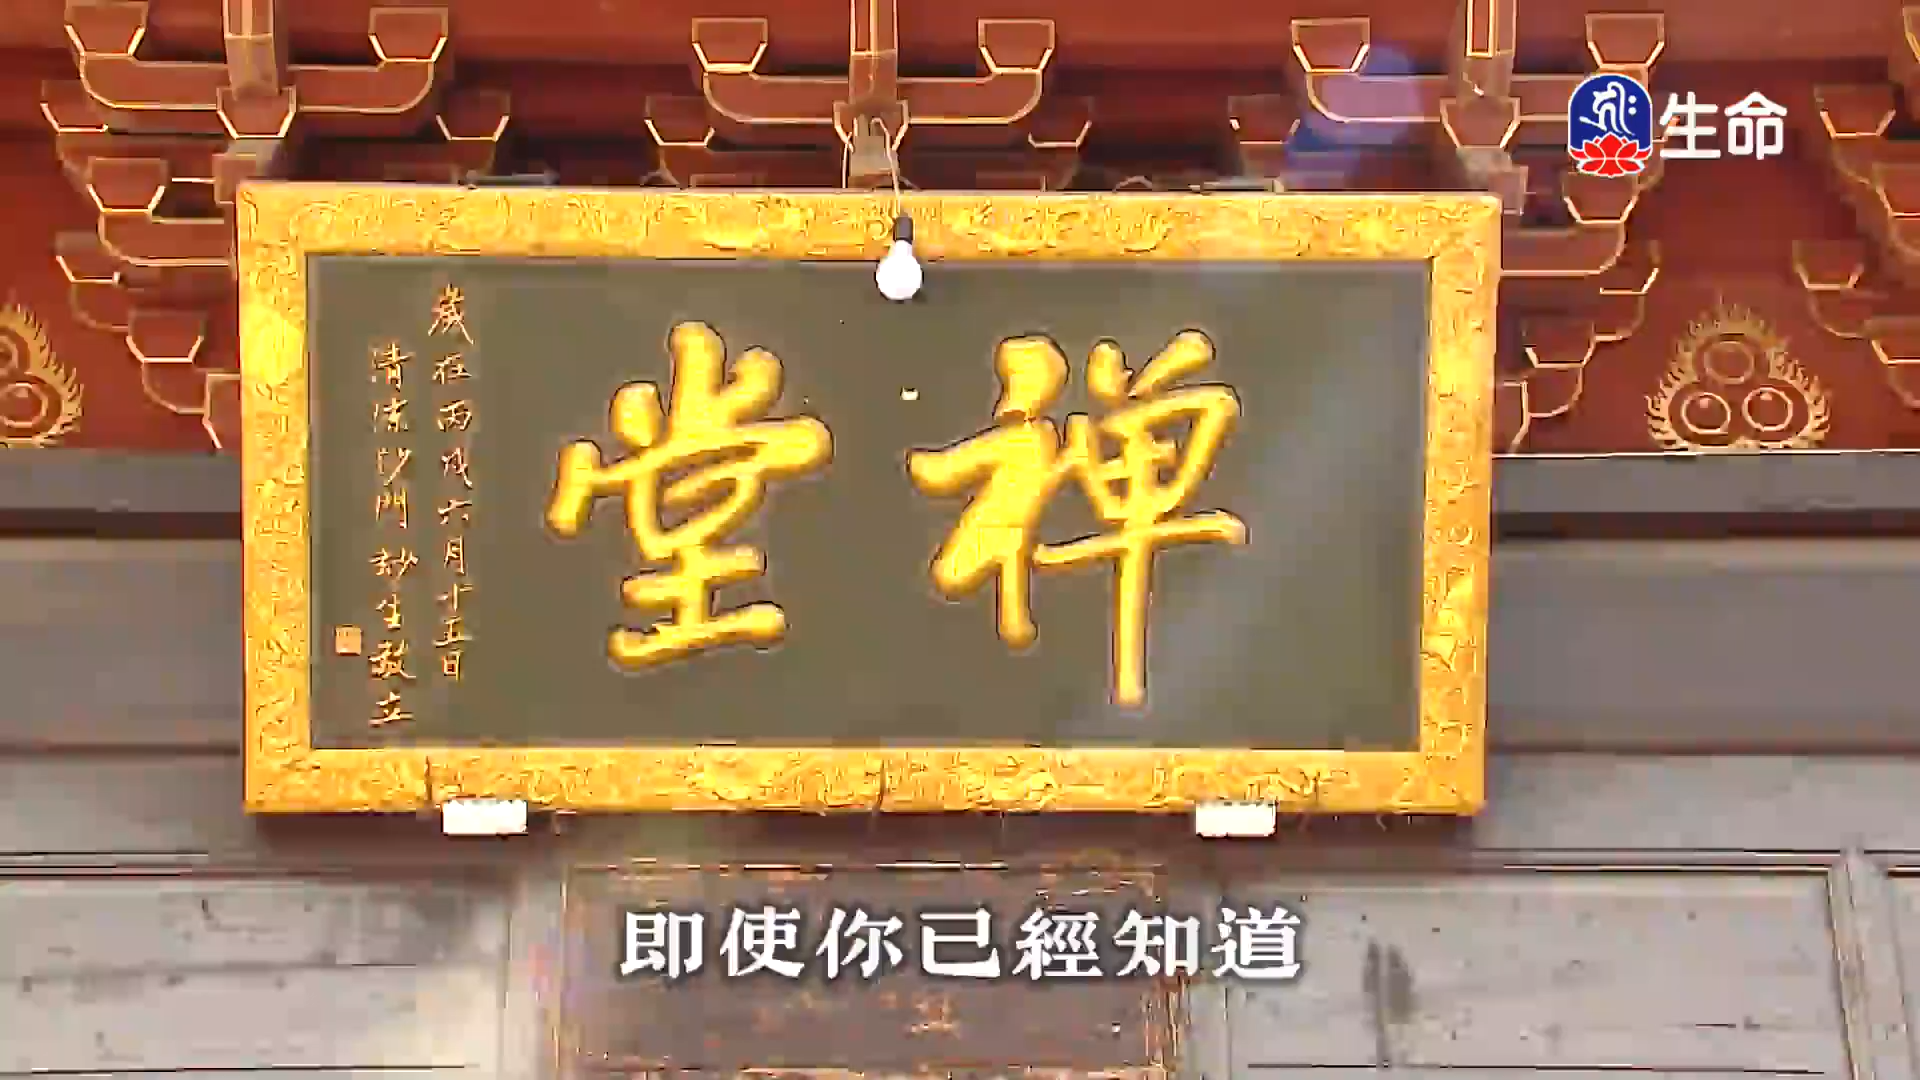 生命
禅堂
歲在丙戌六月十五日
清涼沙門妙生敬立
即使你已經知道